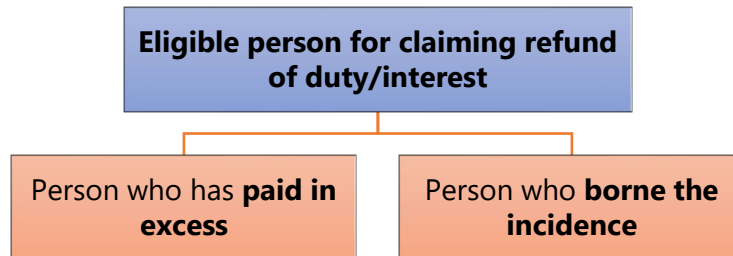 Eligible person for claiming refund
of duty/interest
Person who has paid in
excess
Person who borne the
incidence